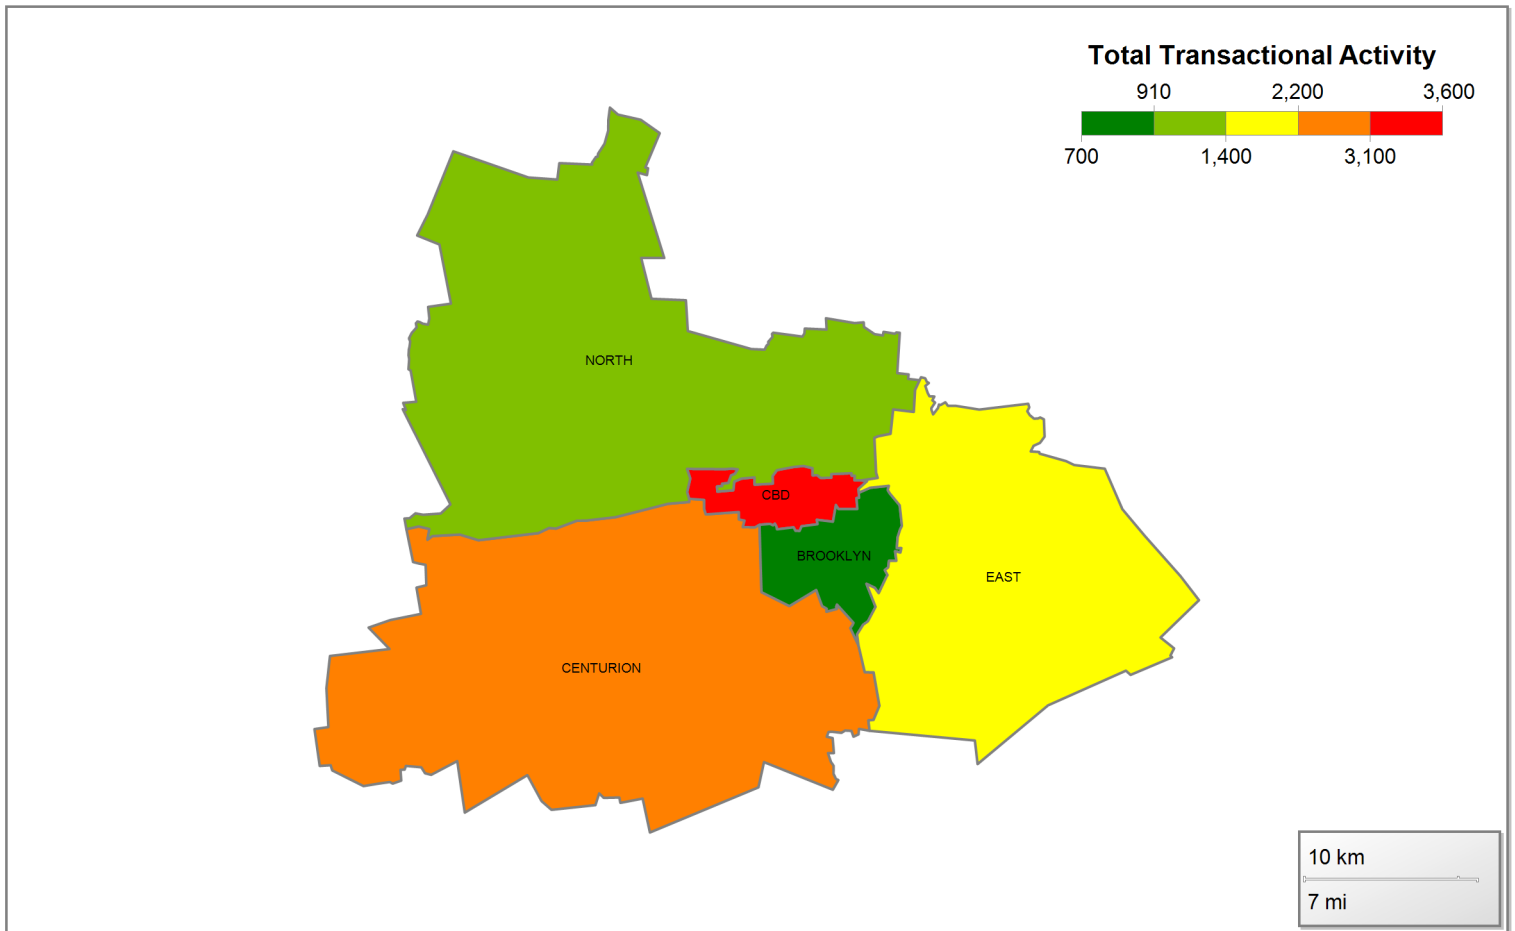 Total Transactional Activity
910 2,200 3,600
700 1,400 3,100
NORTH
CBD
BROOKLYN
EAST
CENTURION
10 km
7 mi